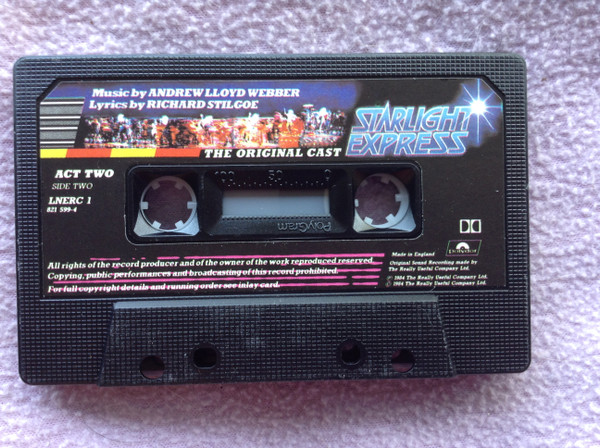 Music by ANDREW LLOYD WEBBER
Lyrics by RICHARD STILGOE
STARLIGHT
EXPRESS
THE ORIGINAL CAST
ACT TWO
SIDE TWO
LNERC 1
821 599-4
100 50 0
PolyGram
Polydor
Made in England
Original Sound Recording made by
The Really Useful Company Ltd.
℗ 1984 The Really Useful Company Ltd.
© 1984 The Really Useful Company Ltd.
All rights of the record producer and of the owner of the work reproduced reserved.
Copying, public performances and broadcasting of this record prohibited.
For full copyright details and running order see inlay card.